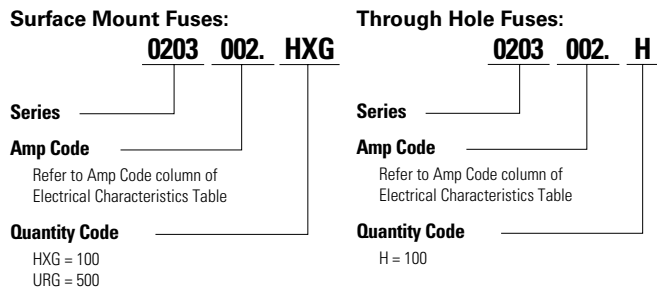 Surface Mount Fuses:
0203 002. HXG
Series
Amp Code
Refer to Amp Code column of
Electrical Characteristics Table
Quantity Code
HXG = 100
URG = 500
Through Hole Fuses:
0203 002. H
Series
Amp Code
Refer to Amp Code column of
Electrical Characteristics Table
Quantity Code
H = 100